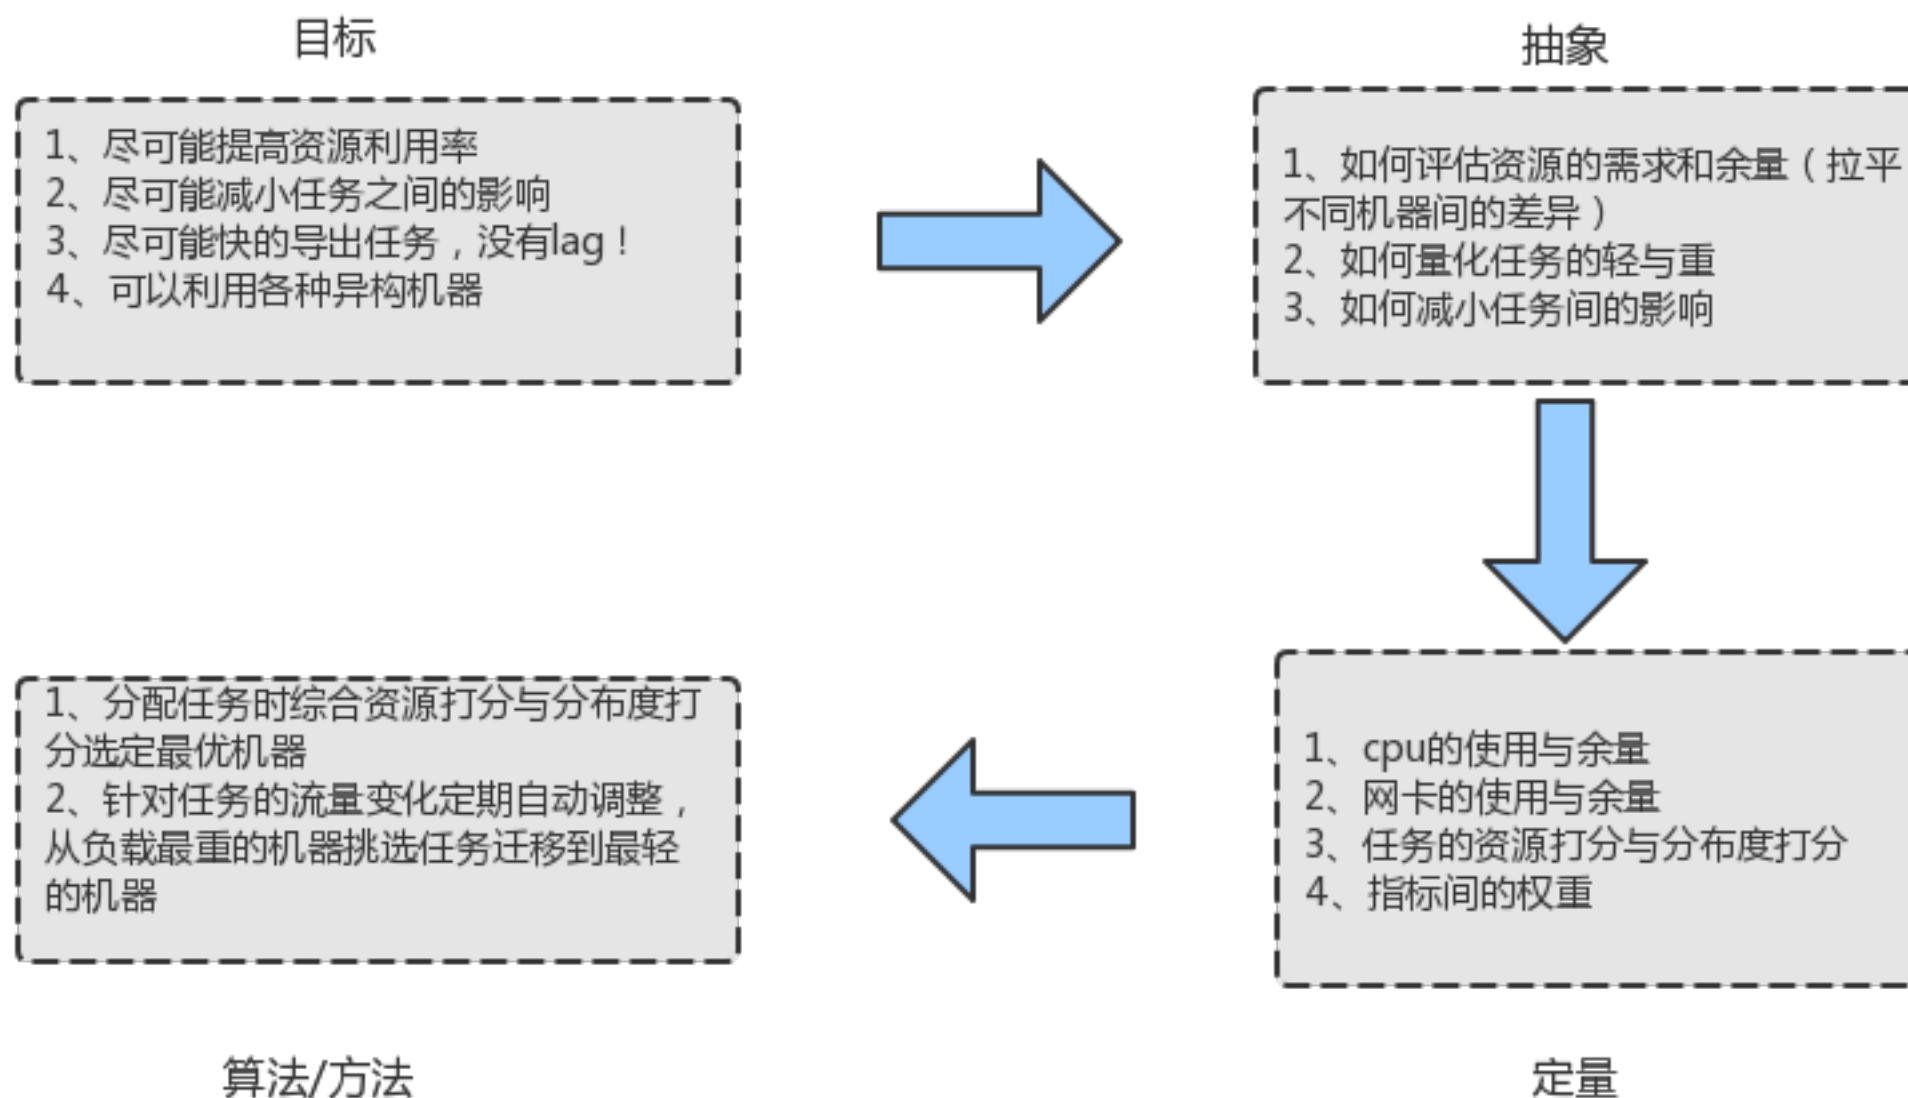 目标
1、尽可能提高资源利用率
2、尽可能减小任务之间的影响
3、尽可能快的导出任务，没有lag！
4、可以利用各种异构机器
抽象
1、如何评估资源的需求和余量（拉平
不同机器间的差异）
2、如何量化任务的轻与重
3、如何减小任务间的影响
1、cpu的使用与余量
2、网卡的使用与余量
3、任务的资源打分与分布度打分
4、指标间的权重
定量
1、分配任务时综合资源打分与分布度打
分选定最优机器
2、针对任务的流量变化定期自动调整，
从负载最重的机器挑选任务迁移到最轻
的机器
算法/方法